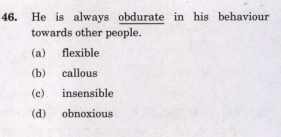 46. He is always obdurate in his behaviour
towards other people.
(a) flexible
(b) callous
(c) insensible
(d) obnoxious